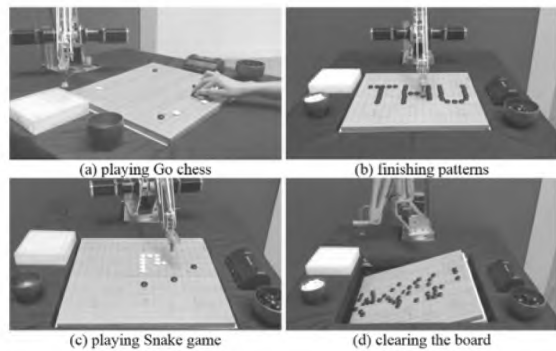 (a) playing Go chess
THU
(b) finishing patterns
(c) playing Snake game
(d) clearing the board